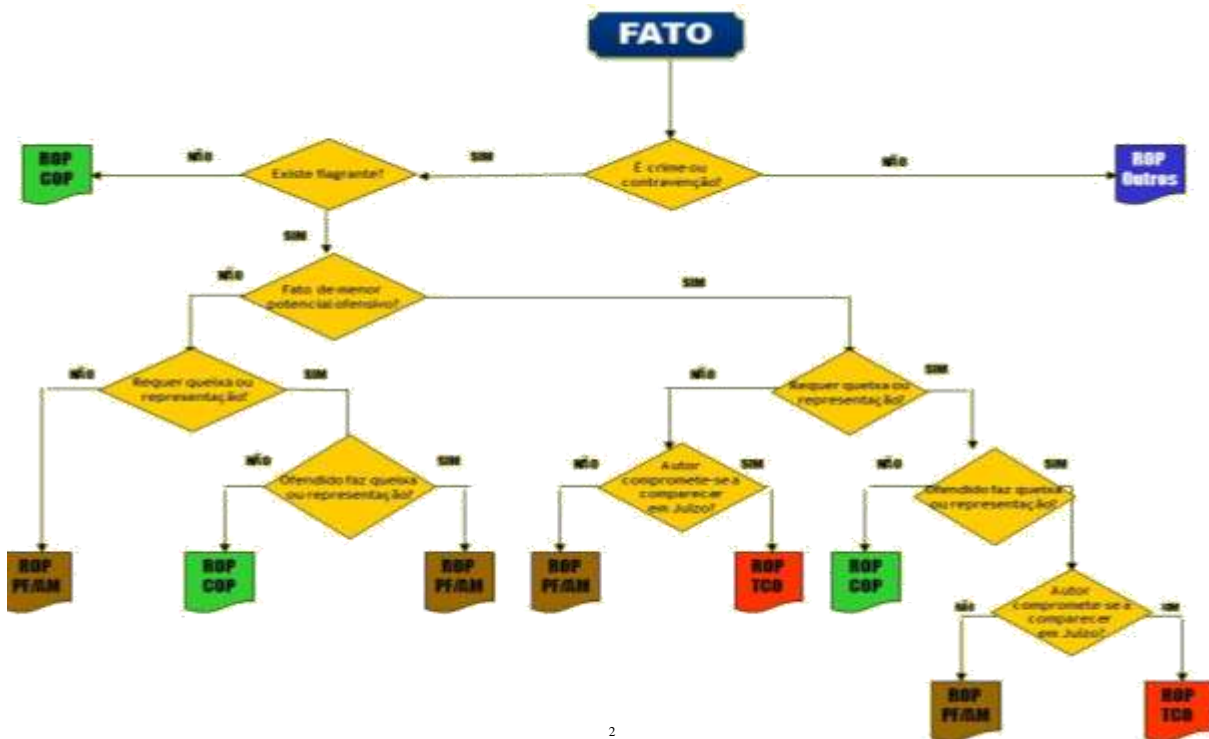 FATO
É crime ou
contravenção?
SIM
NÃO
ROP
Outros
Existe flagrante?
NÃO
ROP
COP
SIM
Fato de menor
potencial ofensivo?
NÃO
SIM
Requer queixa ou
representação?
NÃO
SIM
Requer queixa ou
representação?
NÃO
SIM
Ofendido faz queixa
ou representação?
NÃO
SIM
Autor
compromete-se a
comparecer
em Juízo?
NÃO
SIM
Ofendido faz queixa
ou representação?
NÃO
SIM
ROP
PF/AM
ROP
COP
ROP
PF/AM
ROP
PF/AM
ROP
TCO
ROP
COP
Autor
compromete-se a
comparecer
em Juízo?
NÃO
SIM
ROP
PF/AM
ROP
TCO
2